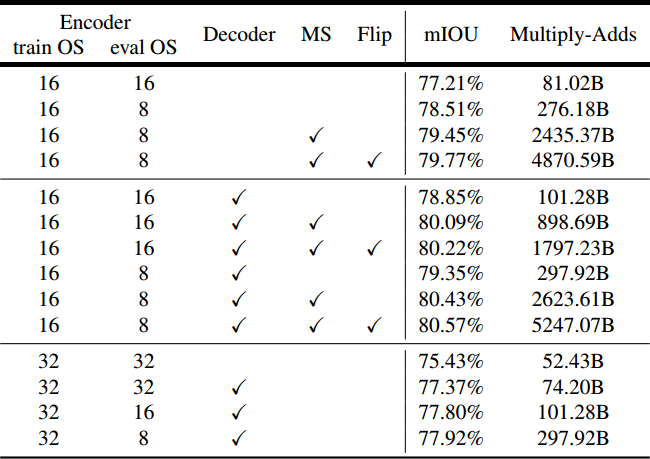 Encoder Decoder MS Flip mIOU Multiply-Adds
train OS eval OS
16 16 77.21% 81.02B
16 8 78.51% 276.18B
16 8 ✓ 79.45% 2435.37B
16 8 ✓ ✓ 79.77% 4870.59B
16 16 ✓ 78.85% 101.28B
16 16 ✓ ✓ 80.09% 898.69B
16 16 ✓ ✓ ✓ 80.22% 1797.23B
16 8 ✓ 79.35% 297.92B
16 8 ✓ ✓ 80.43% 2623.61B
16 8 ✓ ✓ ✓ 80.57% 5247.07B
32 32 75.43% 52.43B
32 32 ✓ 77.37% 74.20B
32 16 ✓ 77.80% 101.28B
32 8 ✓ 77.92% 297.92B